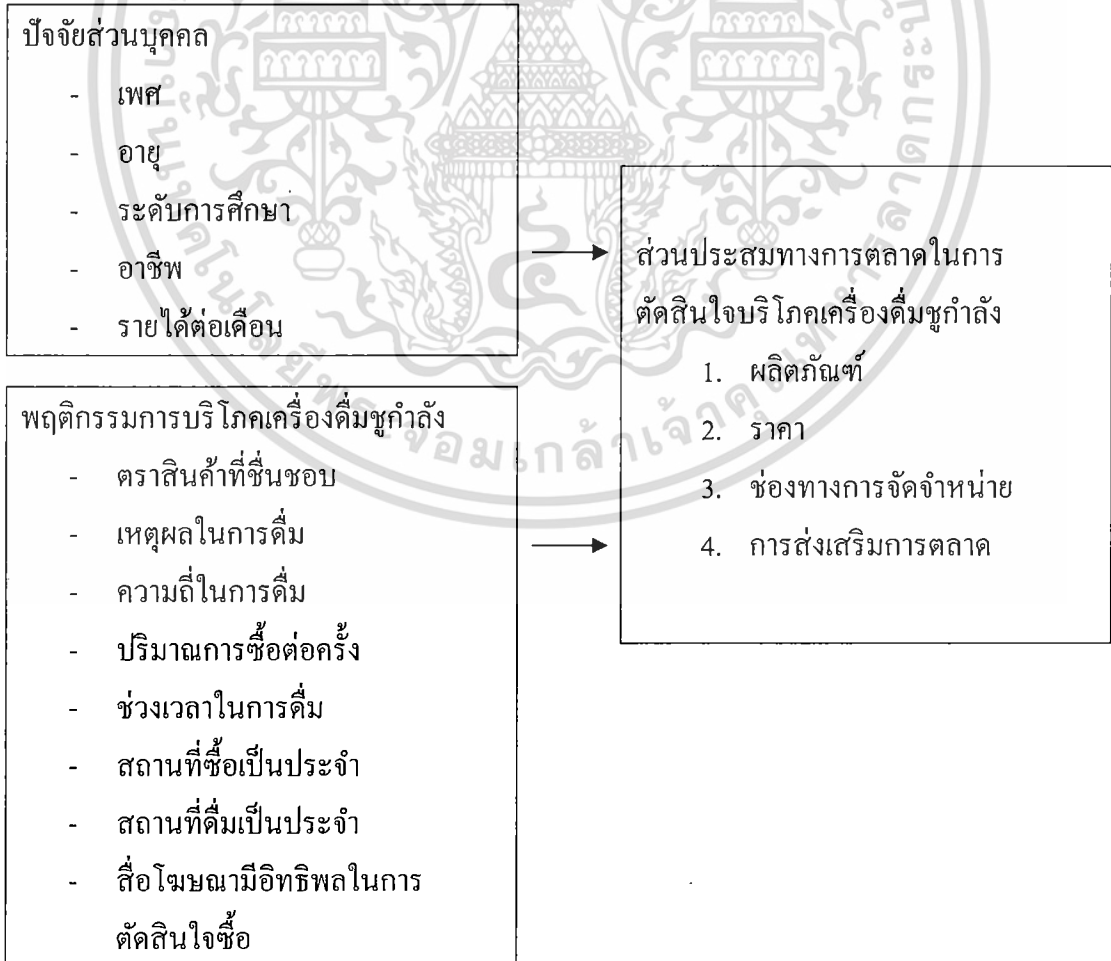 ปัจจัยส่วนบุคคล
- เพศ
- อายุ
- ระดับการศึกษา
- อาชีพ
- รายได้ต่อเดือน
พฤติกรรมการบริโภคเครื่องดื่มชูกำลัง
- ตราสินค้าที่ชื่นชอบ
- เหตุผลในการดื่ม
- ความถี่ในการดื่ม
- ปริมาณการซื้อต่อครั้ง
- ช่วงเวลาในการดื่ม
- สถานที่ซื้อเป็นประจำ
- สถานที่ดื่มเป็นประจำ
- สื่อโฆษณามีอิทธิพลในการ
ตัดสินใจซื้อ
ส่วนประสมทางการตลาดในการ
ตัดสินใจบริโภคเครื่องดื่มชูกำลัง
1. ผลิตภัณฑ์
2. ราคา
3. ช่องทางการจัดจำหน่าย
4. การส่งเสริมการตลาด